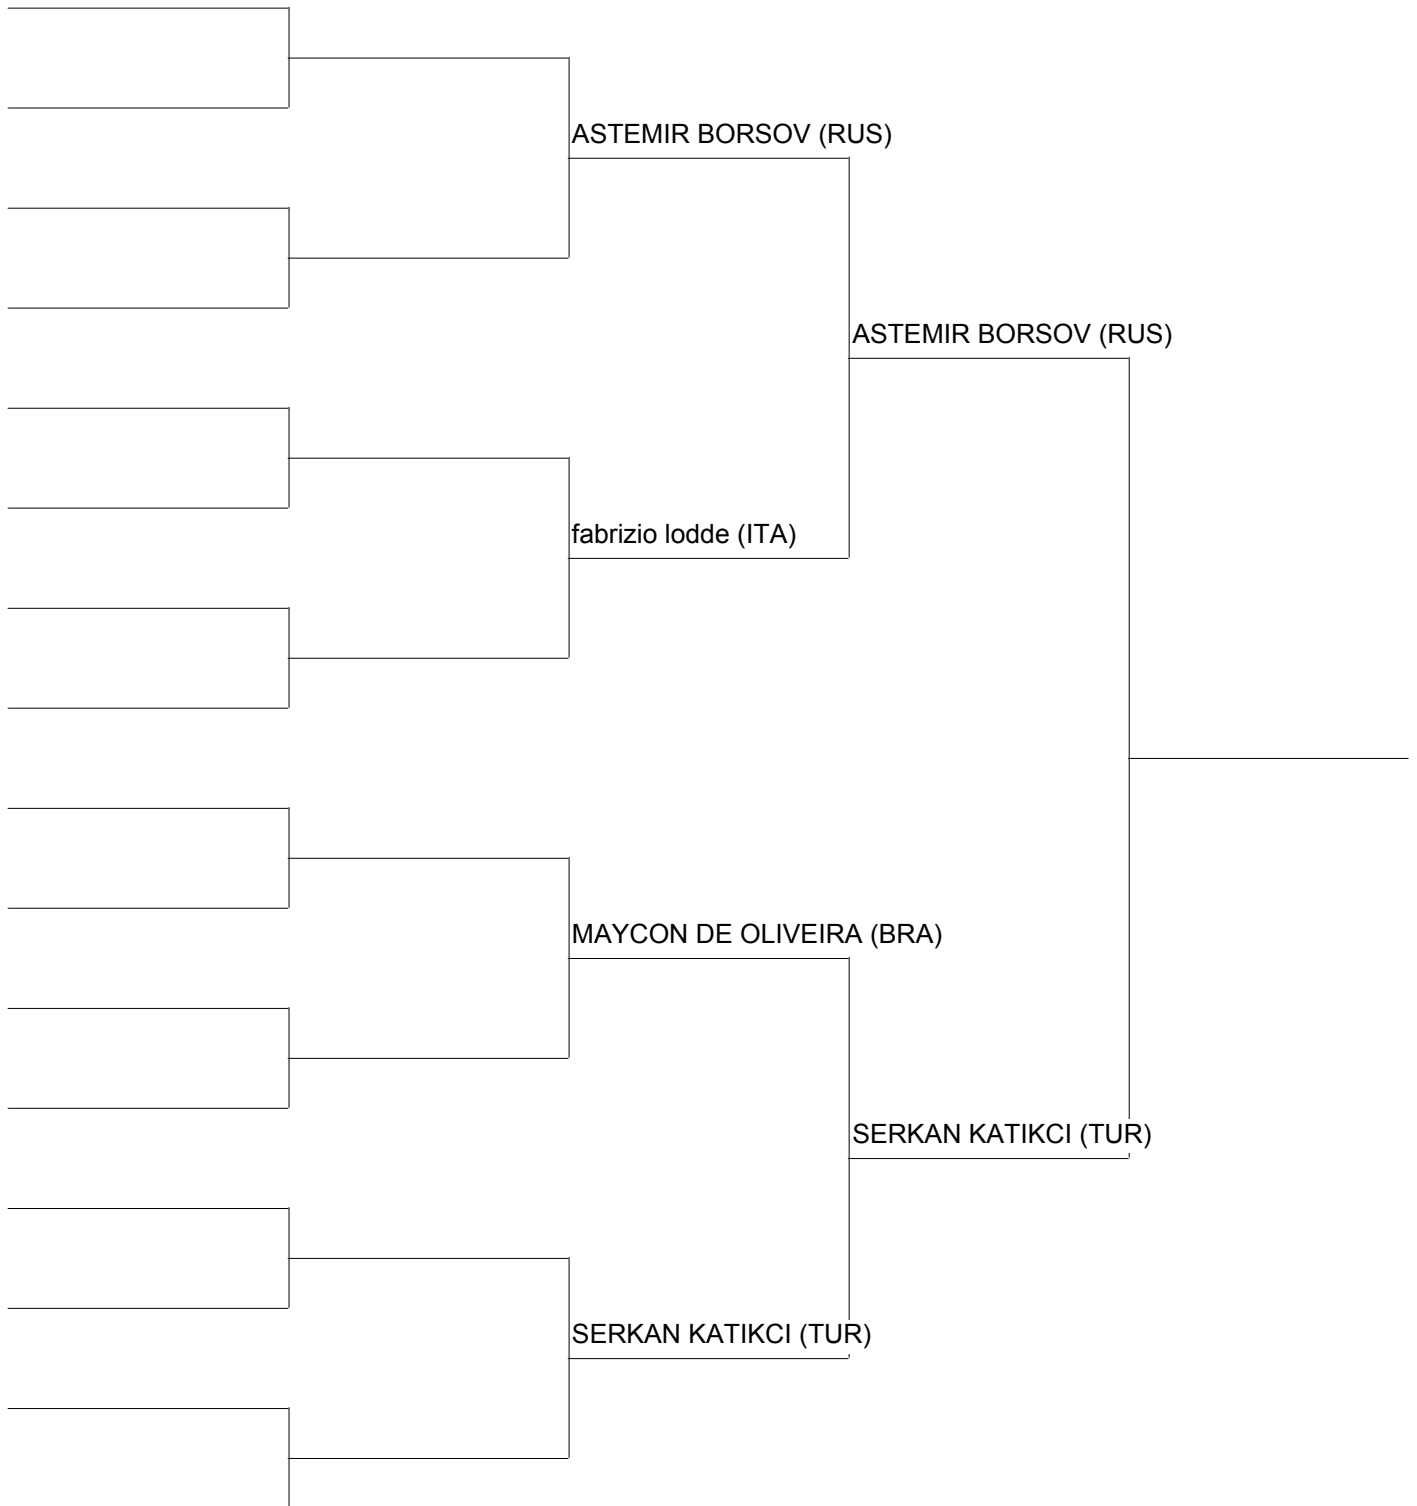 ASTEMIR BORSOV (RUS)
ASTEMIR BORSOV (RUS)
fabrizio lodde (ITA)
MAYCON DE OLIVEIRA (BRA)
SERKAN KATIKCI (TUR)
SERKAN KATIKCI (TUR)